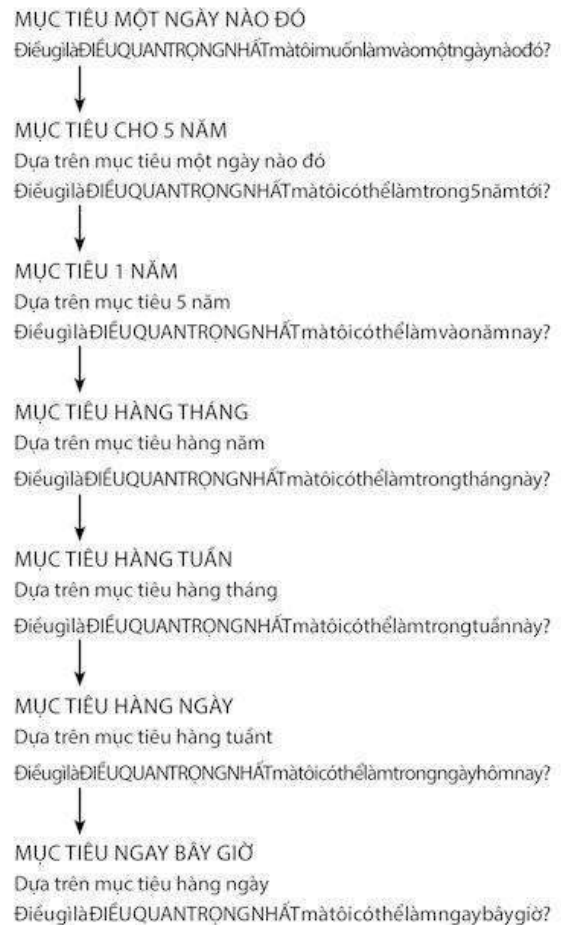 MỤC TIÊU MỘT NGÀY NÀO ĐÓ
ĐiềugìlàĐIỀUQUANTRỌNGNHẤTmàtôimuốnlàmvàomộtngàynàođó?
MỤC TIÊU CHO 5 NĂM
Dựa trên mục tiêu một ngày nào đó
ĐiềugìlàĐIỀUQUANTRỌNGNHẤTmàtôicóthểlàmtrong5nămtới?
MỤC TIÊU 1 NĂM
Dựa trên mục tiêu 5 năm
ĐiềugìlàĐIỀUQUANTRỌNGNHẤTmàtôicóthểlàmvàonămnay?
MỤC TIÊU HÀNG THÁNG
Dựa trên mục tiêu hàng năm
ĐiềugìlàĐIỀUQUANTRỌNGNHẤTmàtôicóthểlàmtrongthángnày?
MỤC TIÊU HÀNG TUẦN
Dựa trên mục tiêu hàng tháng
ĐiềugìlàĐIỀUQUANTRỌNGNHẤTmàtôicóthểlàmtrongtuầnnày?
MỤC TIÊU HÀNG NGÀY
Dựa trên mục tiêu hàng tuầnt
ĐiềugìlàĐIỀUQUANTRỌNGNHẤTmàtôicóthểlàmtrongngàyhômnay?
MỤC TIÊU NGAY BÂY GIỜ
Dựa trên mục tiêu hàng ngày
ĐiềugìlàĐIỀUQUANTRỌNGNHẤTmàtôicóthểlàmngaybâygiờ?